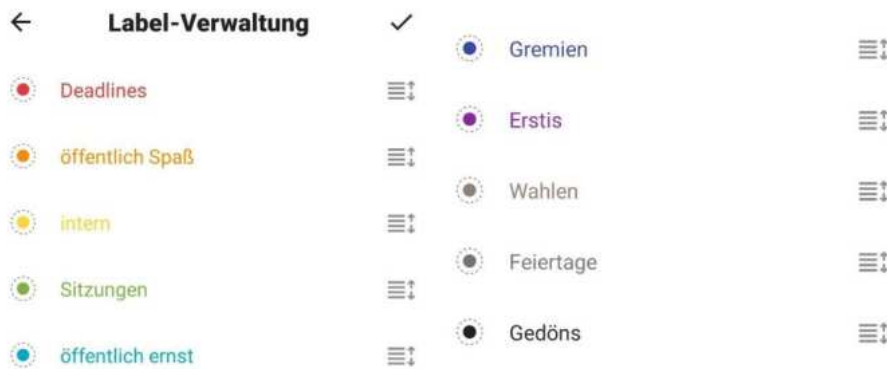 Label-Verwaltung
Deadlines
öffentlich Spaß
intern
Sitzungen
öffentlich ernst
Gremien
Erstis
Wahlen
Feiertage
Gedöns